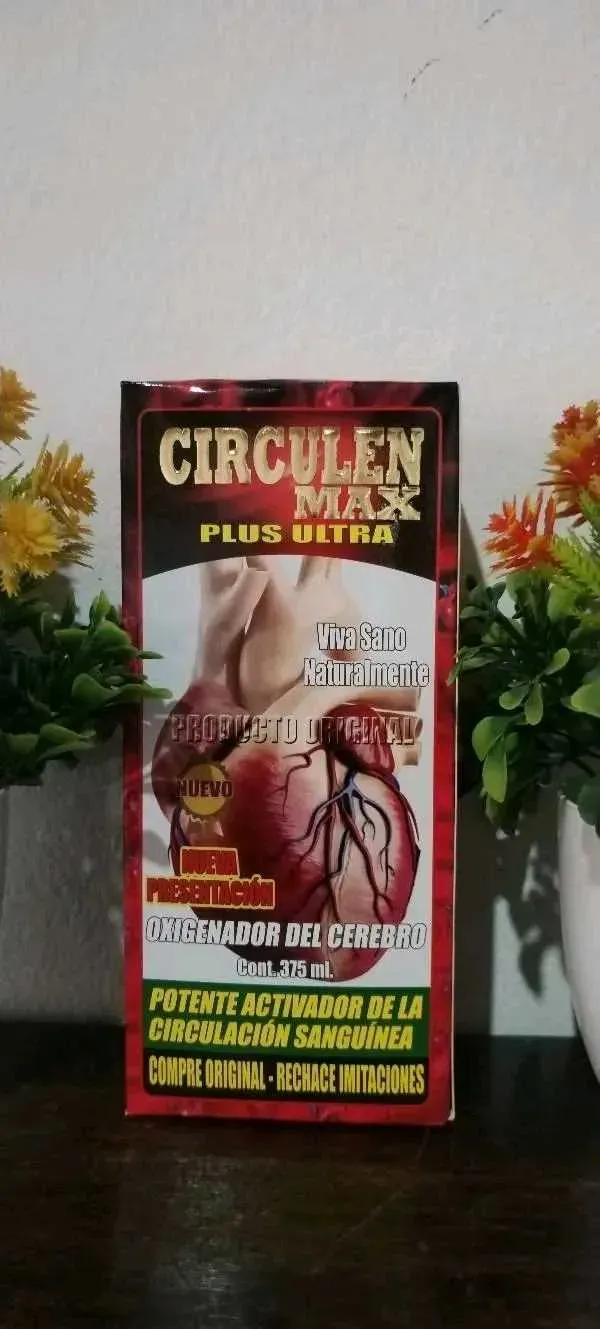 CIRCULEN
MAX
PLUS ULTRA
Viva Sano
Naturalmente
PRODUCTO ORIGINAL
NUEVO
NUEVA
PRESENTACIÓN
OXIGENADOR DEL CEREBRO
Cont. 375 ml.
POTENTE ACTIVADOR DE LA
CIRCULACIÓN SANGUÍNEA
COMPRE ORIGINAL - RECHACE IMITACIONES